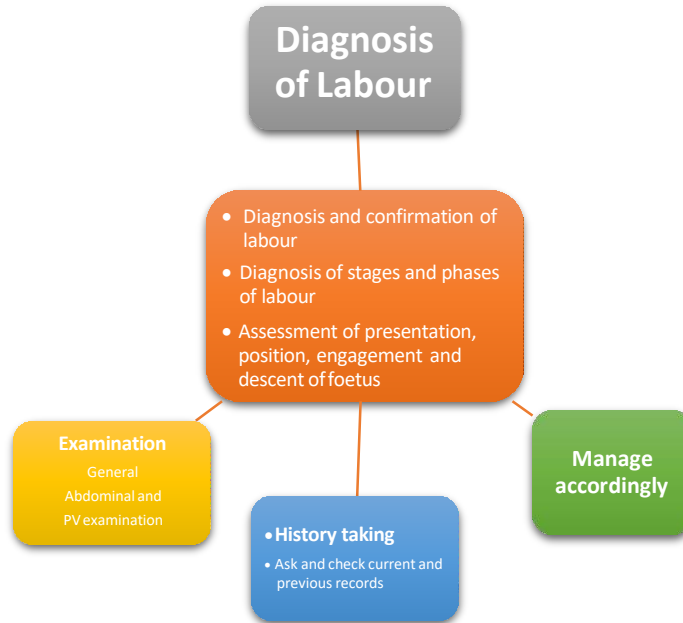 Diagnosis
of Labour
• Diagnosis and confirmation of
labour
• Diagnosis of stages and phases
of labour
• Assessment of presentation,
position, engagement and
descent of foetus
Examination
General
Abdominal and
PV examination
• History taking
• Ask and check current and
previous records
Manage
accordingly